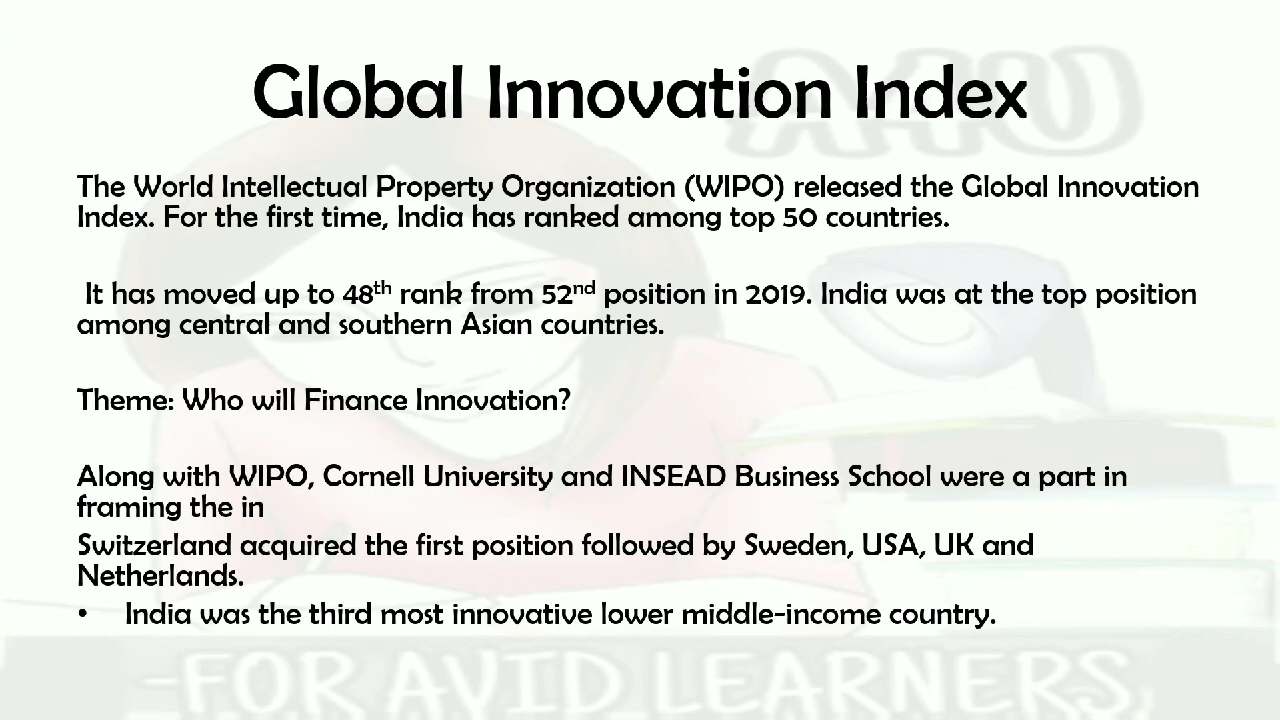 Global Innovation Index
The World Intellectual Property Organization (WIPO) released the Global Innovation
Index. For the first time, India has ranked among top 50 countries.
It has moved up to 48th rank from 52nd position in 2019. India was at the top position
among central and southern Asian countries.
Theme: Who will Finance Innovation?
Along with WIPO, Cornell University and INSEAD Business School were a part in
framing the in
Switzerland acquired the first position followed by Sweden, USA, UK and
Netherlands.
• India was the third most innovative lower middle-income country.
-FOR AVID LEARNERS